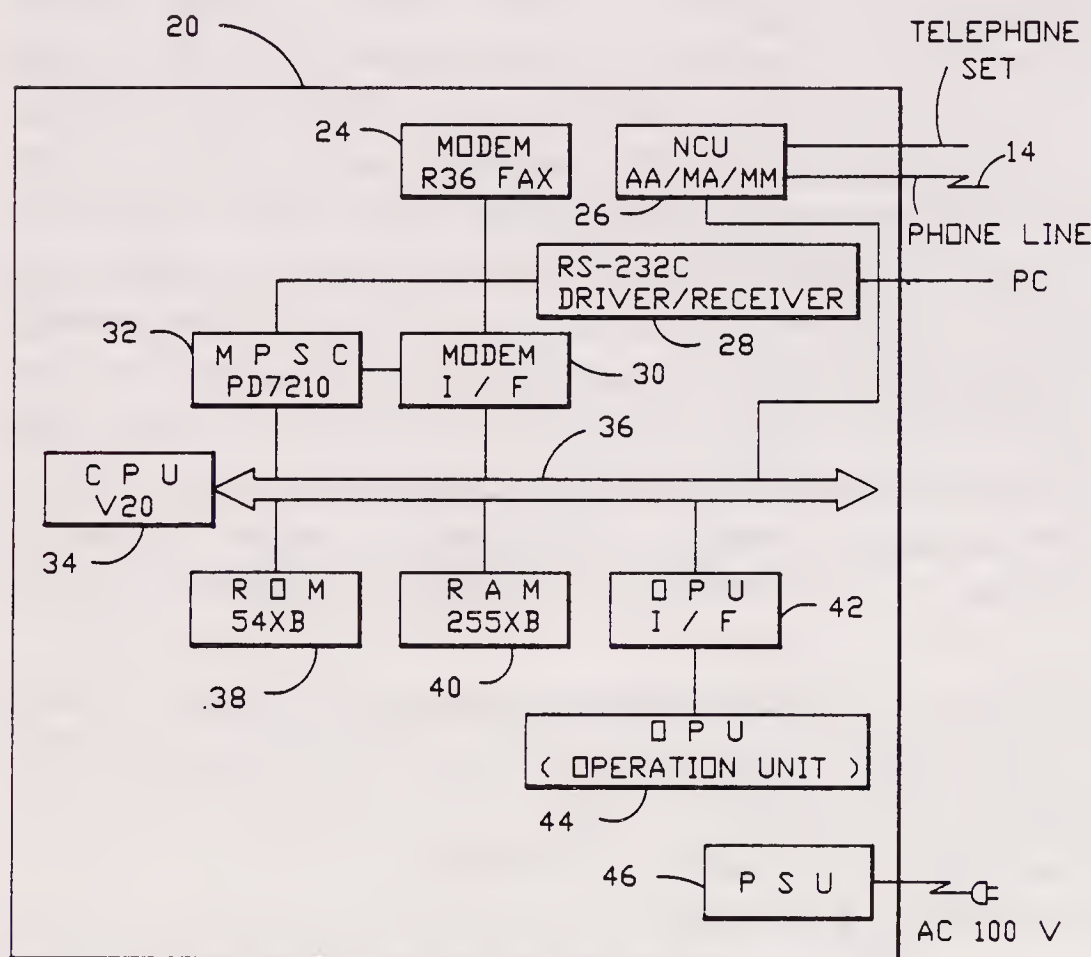 20
TELEPHONE
SET
24
MODEM
R36 FAX
NCU
AA/MA/MM
14
26
PHONE LINE
RS-232C
DRIVER/RECEIVER
PC
28
32
M P S C
PD7210
MODEM
I / F
30
36
C P U
V20
34
R O M
54XB
R A M
255XB
O P U
I / F
42
.38
40
O P U
( OPERATION UNIT )
44
46
P S U
AC 100 V